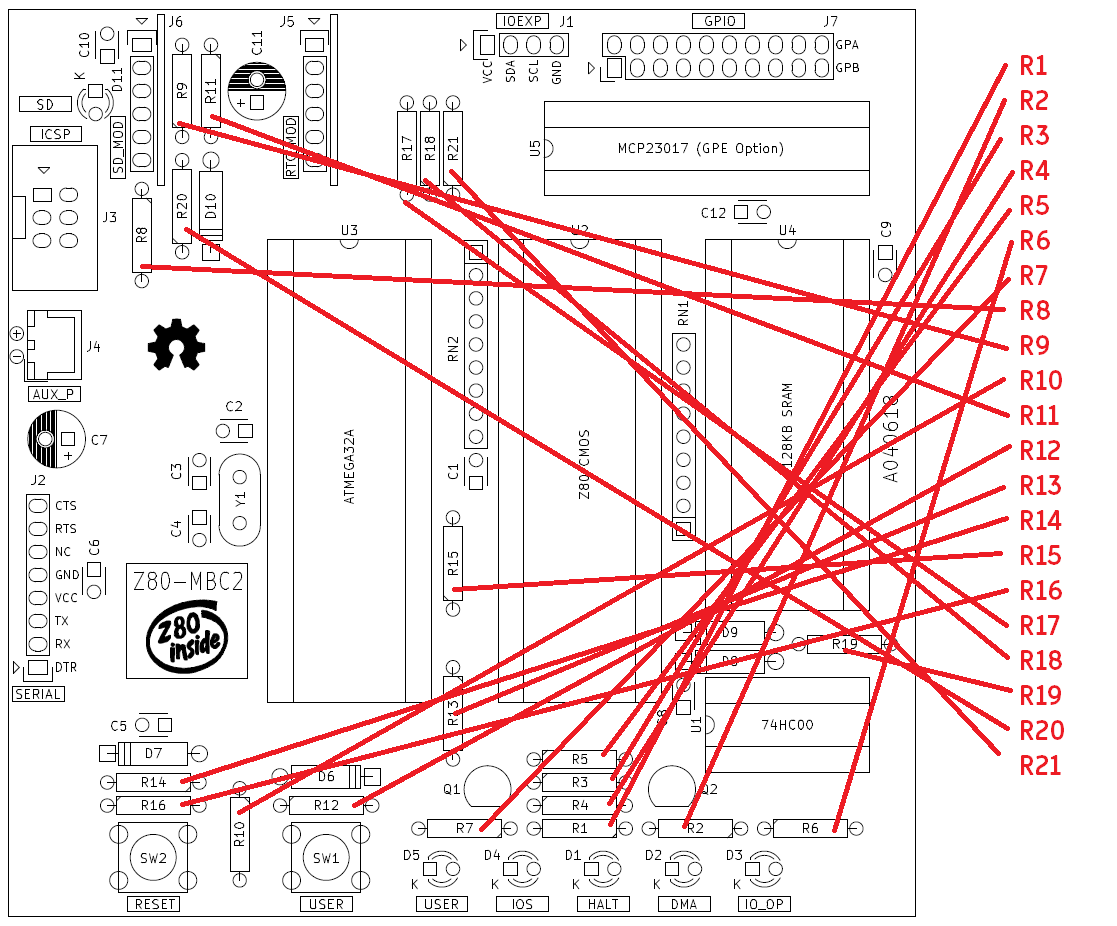 J6
J5
IOEXP J1
GPIO J7
C10
C11
GPA
GPB
VCC
SDA
SCL
GND
K
D11
R9
R11
SD
ICSP
SD_MOD
RTC_MOD
R17
R18
R21
U5
MCP23017 (GPE Option)
R20
D10
C12
J3
R8
U3
U2
U4
C9
RN1
J4
RN2
AUX_P
C2
128KB SRAM
A040618
C7
ATMEGA32A
Z80 CMOS
J2
C3
C1
Y1
CTS
RTS
C4
NC
C6
GND
VCC
TX
RX
DTR
SERIAL
R15
Z80-MBC2
Z80
inside
D9
R19
D8
C8
U1
74HC00
R13
C5
D7
D6
R14
R16
R12
R10
Q1
Q2
R5
R3
R4
R1
R7
R2
R6
SW2
SW1
D5
D4
D1
D2
D3
K
K
K
K
K
RESET
USER
USER
IOS
HALT
DMA
IO_OP
R1
R2
R3
R4
R5
R6
R7
R8
R9
R10
R11
R12
R13
R14
R15
R16
R17
R18
R19
R20
R21